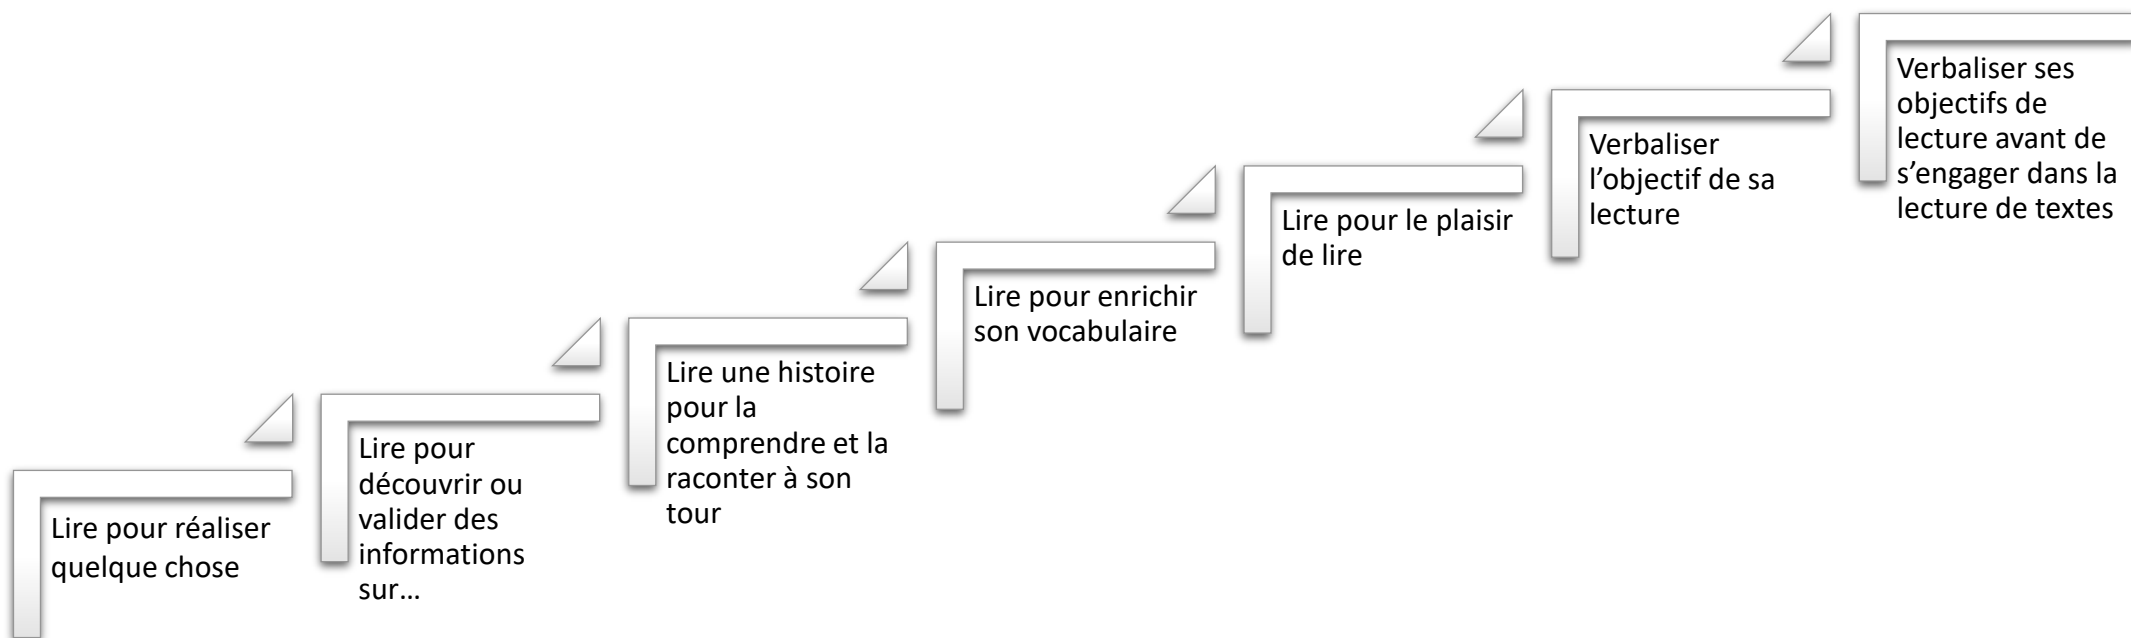 Lire pour réaliser
quelque chose
Lire pour
découvrir ou
valider des
informations
sur…
Lire une histoire
pour la
comprendre et la
raconter à son
tour
Lire pour enrichir
son vocabulaire
Lire pour le plaisir
de lire
Verbaliser
l’objectif de sa
lecture
Verbaliser ses
objectifs de
lecture avant de
s’engager dans la
lecture de textes